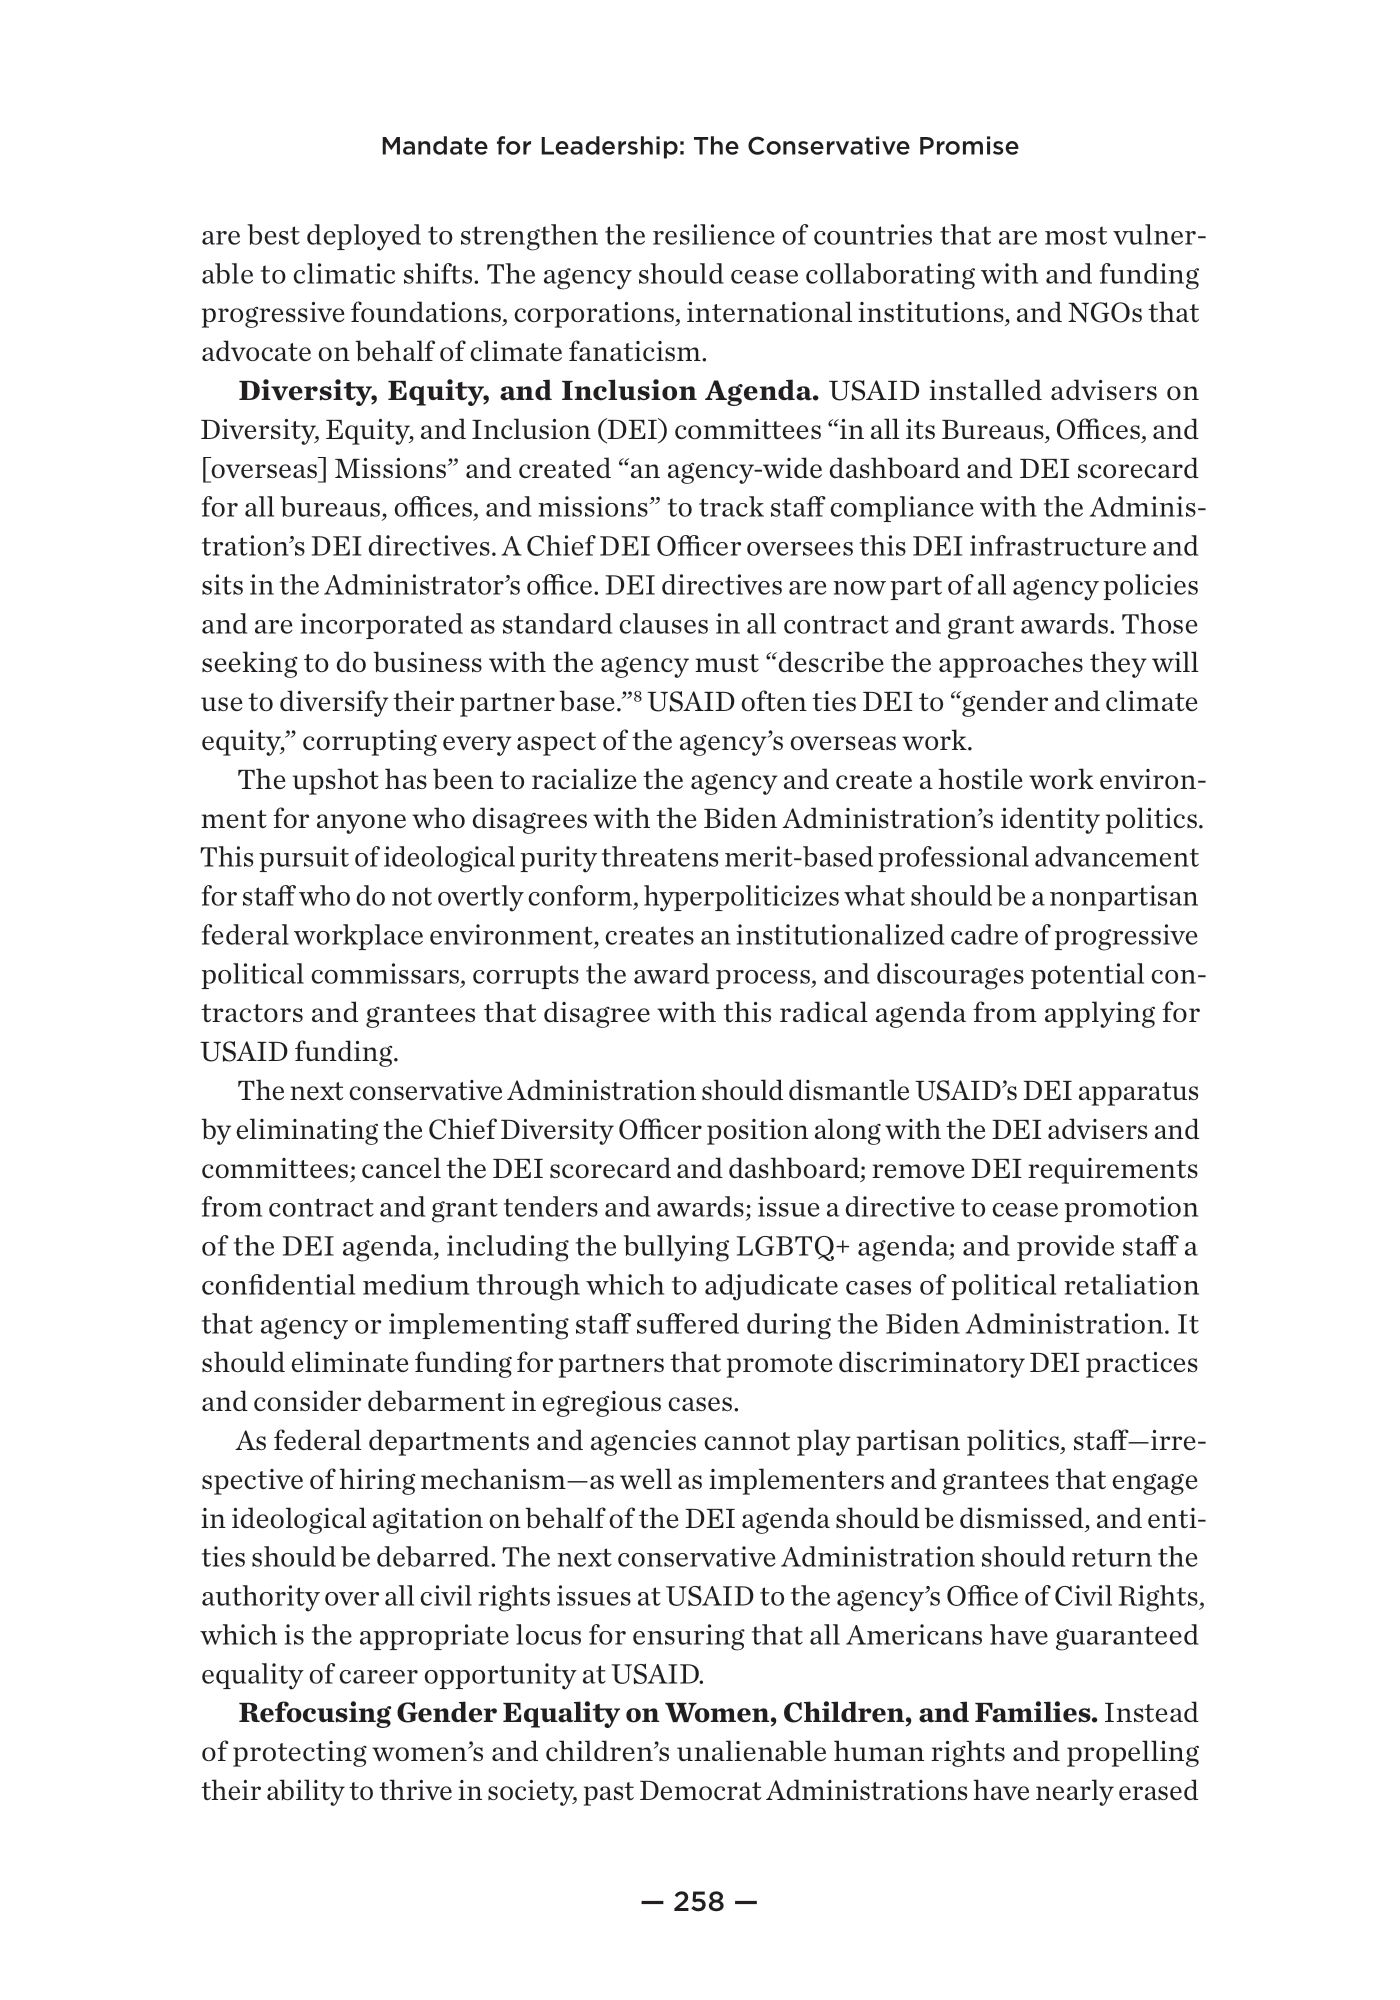 Mandate for Leadership: The Conservative Promise
are best deployed to strengthen the resilience of countries that are most vulner-
able to climatic shifts. The agency should cease collaborating with and funding
progressive foundations, corporations, international institutions, and NGOs that
advocate on behalf of climate fanaticism.
Diversity, Equity, and Inclusion Agenda. USAID installed advisers on
Diversity, Equity, and Inclusion (DEI) committees “in all its Bureaus, Offices, and
[overseas] Missions” and created “an agency-wide dashboard and DEI scorecard
for all bureaus, offices, and missions” to track staff compliance with the Adminis-
tration’s DEI directives. A Chief DEI Officer oversees this DEI infrastructure and
sits in the Administrator’s office. DEI directives are now part of all agency policies
and are incorporated as standard clauses in all contract and grant awards. Those
seeking to do business with the agency must “describe the approaches they will
use to diversify their partner base.”⁸ USAID often ties DEI to “gender and climate
equity,” corrupting every aspect of the agency’s overseas work.
The upshot has been to racialize the agency and create a hostile work environ-
ment for anyone who disagrees with the Biden Administration’s identity politics.
This pursuit of ideological purity threatens merit-based professional advancement
for staff who do not overtly conform, hyperpoliticizes what should be a nonpartisan
federal workplace environment, creates an institutionalized cadre of progressive
political commissars, corrupts the award process, and discourages potential con-
tractors and grantees that disagree with this radical agenda from applying for
USAID funding.
The next conservative Administration should dismantle USAID’s DEI apparatus
by eliminating the Chief Diversity Officer position along with the DEI advisers and
committees; cancel the DEI scorecard and dashboard; remove DEI requirements
from contract and grant tenders and awards; issue a directive to cease promotion
of the DEI agenda, including the bullying LGBTQ+ agenda; and provide staff a
confidential medium through which to adjudicate cases of political retaliation
that agency or implementing staff suffered during the Biden Administration. It
should eliminate funding for partners that promote discriminatory DEI practices
and consider debarment in egregious cases.
As federal departments and agencies cannot play partisan politics, staff—irre-
spective of hiring mechanism—as well as implementers and grantees that engage
in ideological agitation on behalf of the DEI agenda should be dismissed, and enti-
ties should be debarred. The next conservative Administration should return the
authority over all civil rights issues at USAID to the agency’s Office of Civil Rights,
which is the appropriate locus for ensuring that all Americans have guaranteed
equality of career opportunity at USAID.
Refocusing Gender Equality on Women, Children, and Families. Instead
of protecting women’s and children’s unalienable human rights and propelling
their ability to thrive in society, past Democrat Administrations have nearly erased
— 258 —